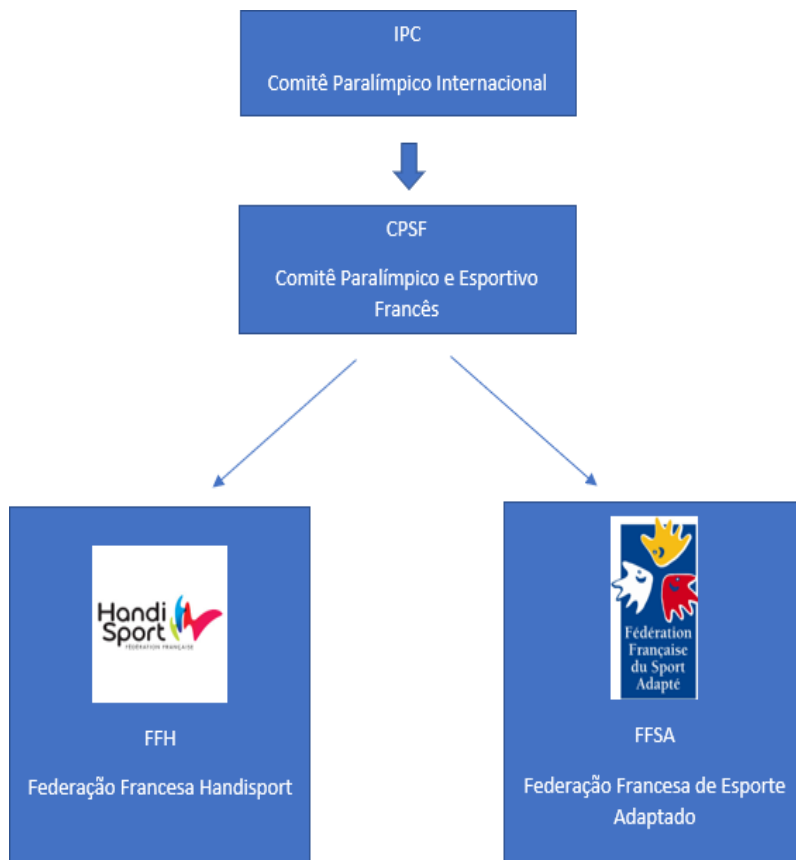 IPC
Comitê Paralímpico Internacional
CPSF
Comitê Paralímpico e Esportivo
Francês
Handi
Sport
FÉDÉRATION FRANÇAISE
FFH
Federação Francesa Handisport
Fédération
Française
du Sport
Adapté
FFSA
Federação Francesa de Esporte
Adaptado